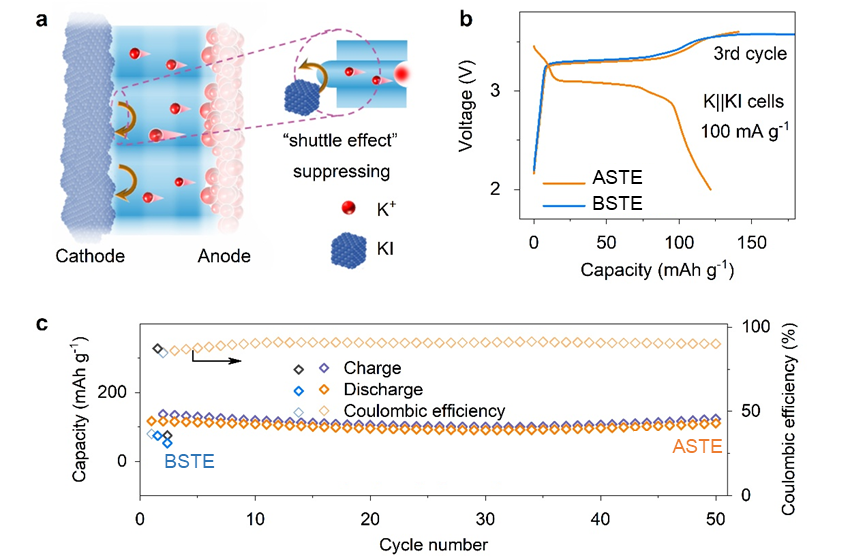 a
"shuttle effect"
suppressing
K⁺
KI
Cathode
Anode
b
Voltage (V)
3
2
3rd cycle
K||KI cells
100 mA g⁻¹
ASTE
BSTE
0
50
100
150
Capacity (mAh g⁻¹)
c
Capacity (mAh g⁻¹)
200
0
Charge
Discharge
Coulombic efficiency
BSTE
ASTE
100
50
0
Coulombic efficiency (%)
0
10
20
30
40
50
Cycle number